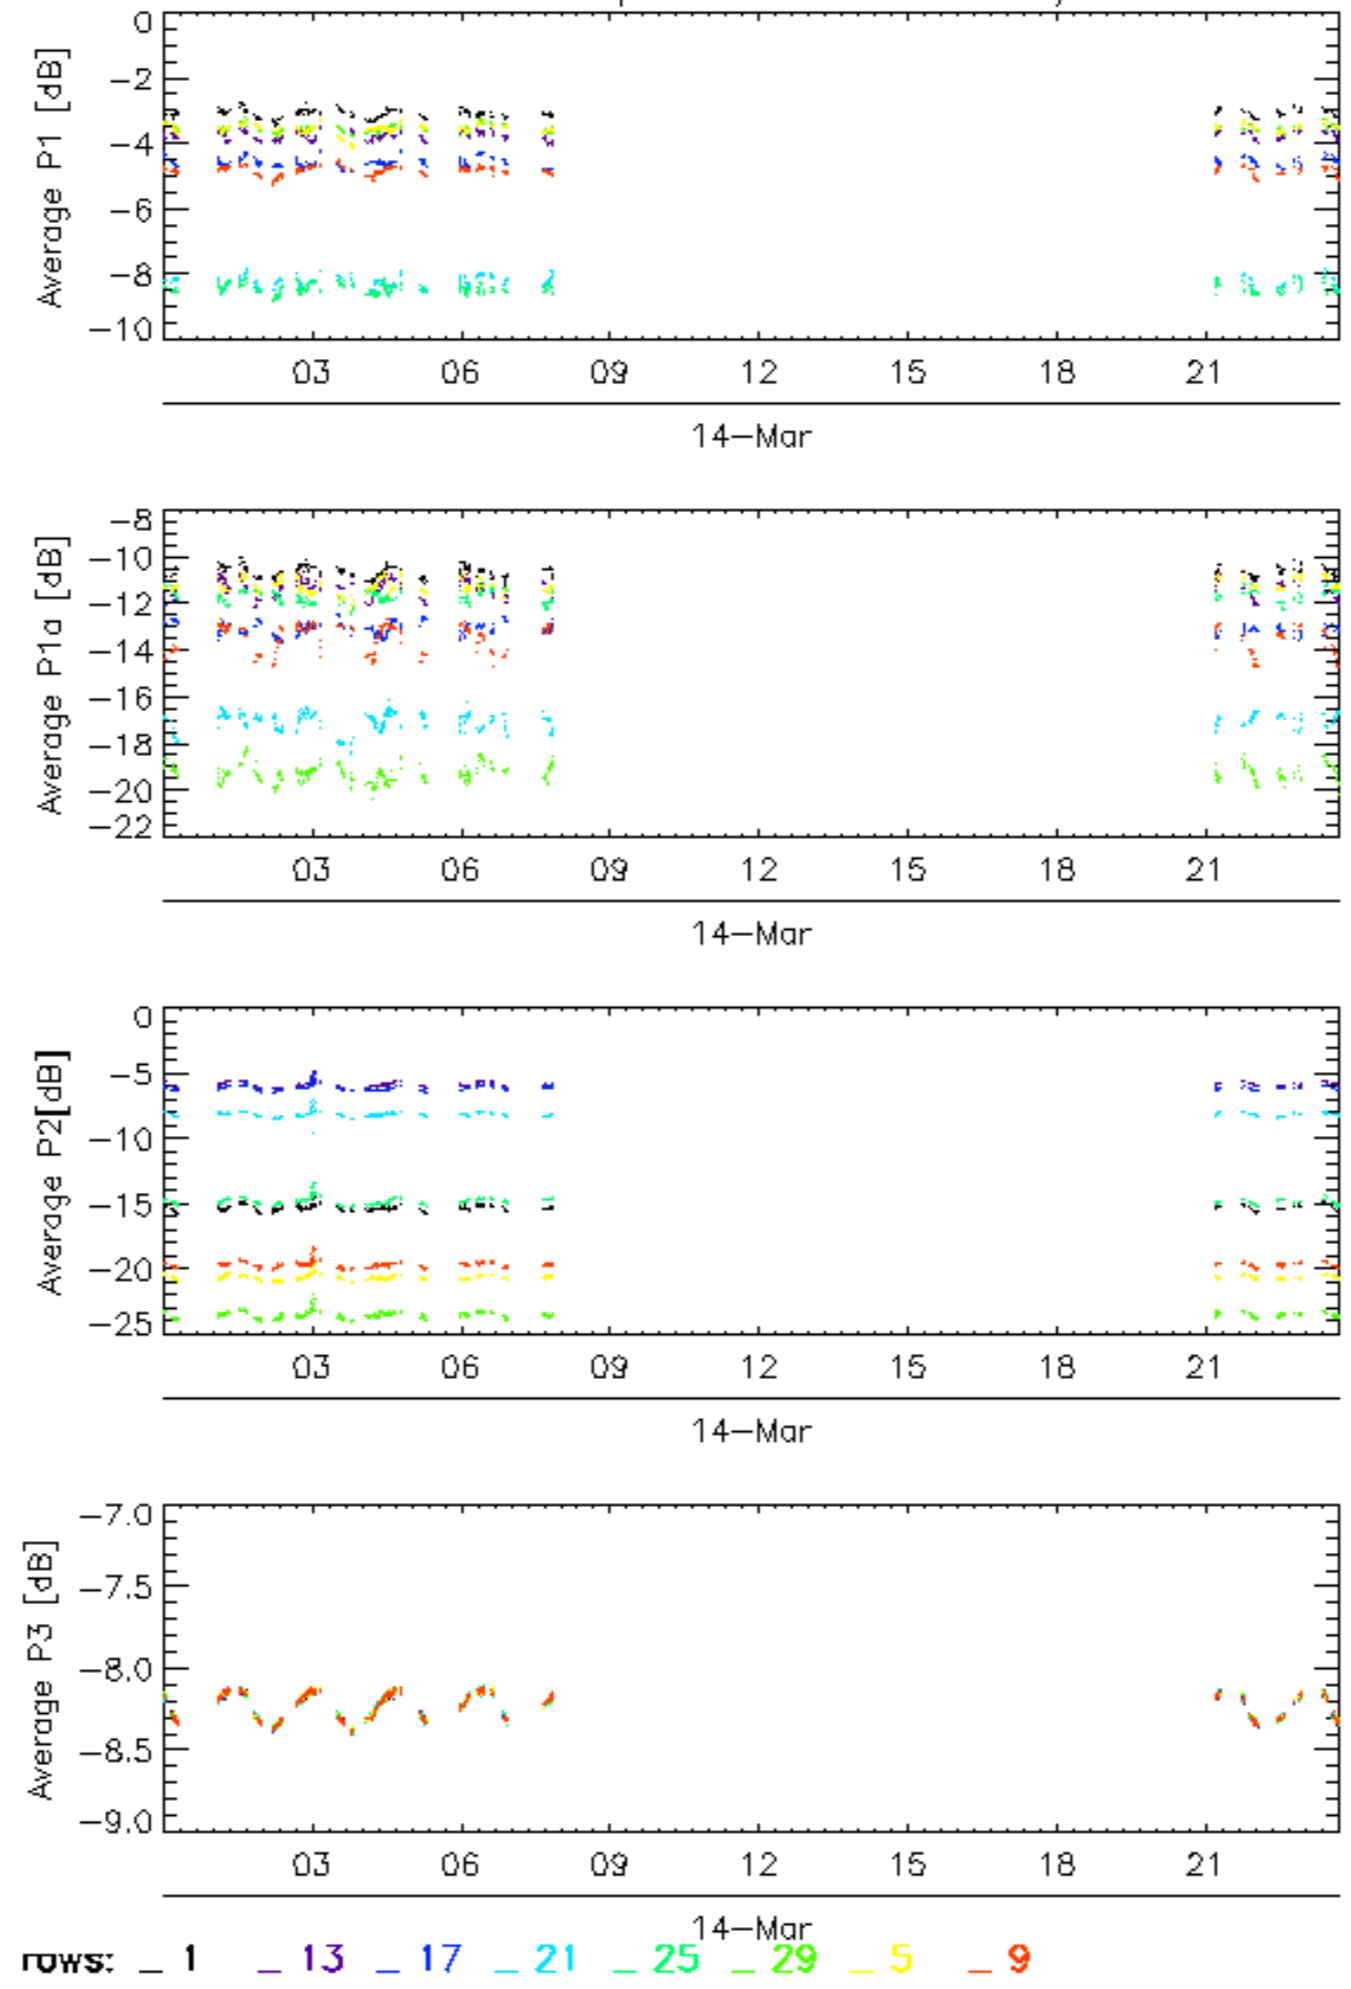 0
Average P1 [dB]
−2
−4
−6
−8
−10
03 06 09 12 15 18 21
14−Mar
−8
Average P1a [dB]
−10
−12
−14
−16
−18
−20
−22
03 06 09 12 15 18 21
14−Mar
0
Average P2[dB]
−5
−10
−15
−20
−25
03 06 09 12 15 18 21
14−Mar
−7.0
Average P3 [dB]
−7.5
−8.0
−8.5
−9.0
03 06 09 12 15 18 21
14−Mar
rows: _ 1 _ 13 _ 17 _ 21 _ 25 _ 29 _ 5 _ 9